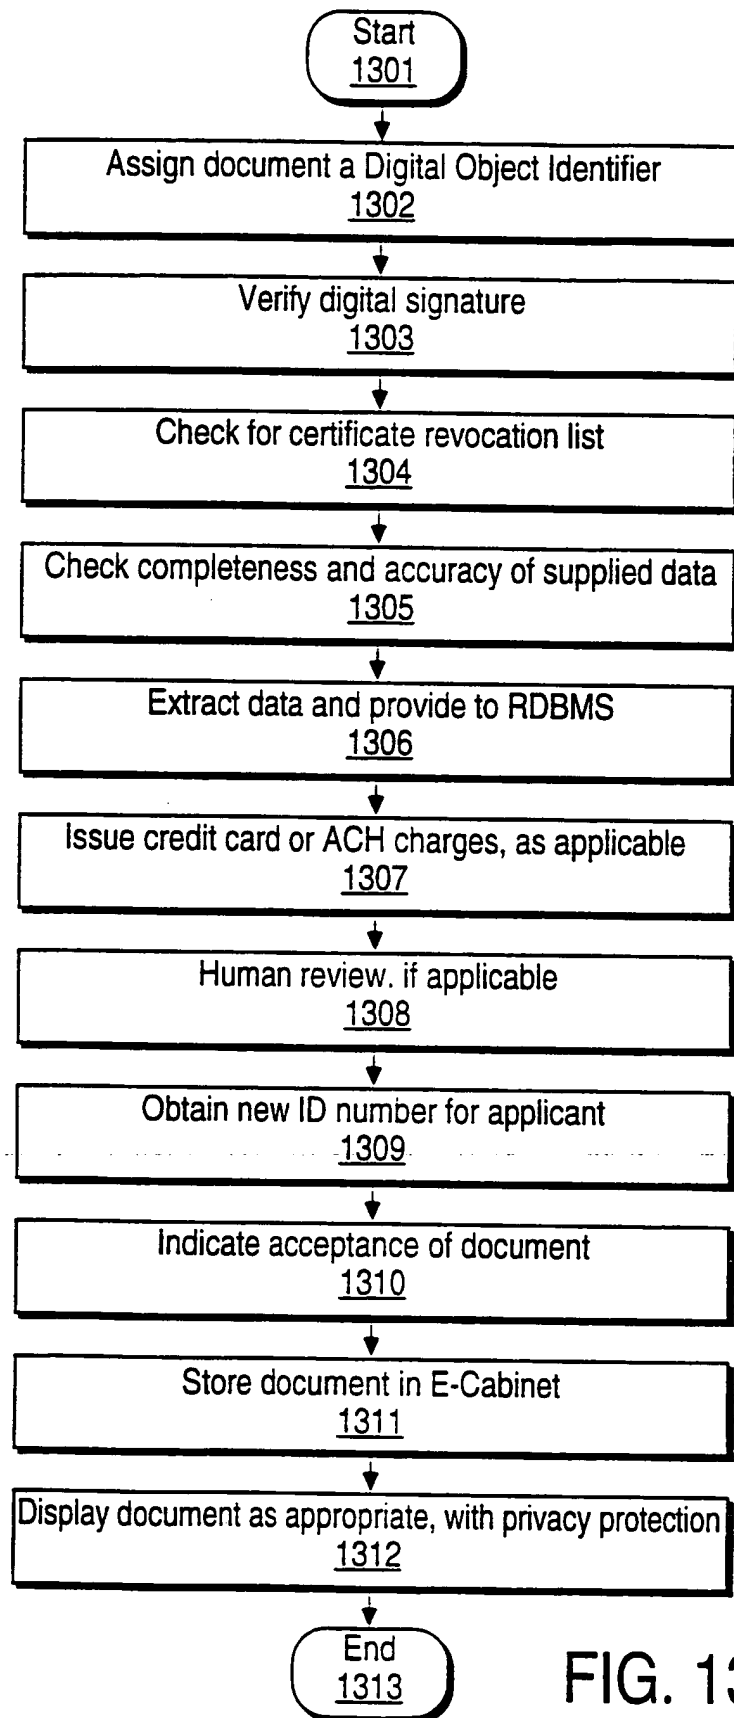 Start
1301
Assign document a Digital Object Identifier
1302
Verify digital signature
1303
Check for certificate revocation list
1304
Check completeness and accuracy of supplied data
1305
Extract data and provide to RDBMS
1306
Issue credit card or ACH charges, as applicable
1307
Human review. if applicable
1308
Obtain new ID number for applicant
1309
Indicate acceptance of document
1310
Store document in E-Cabinet
1311
Display document as appropriate, with privacy protection
1312
End
1313
FIG. 13